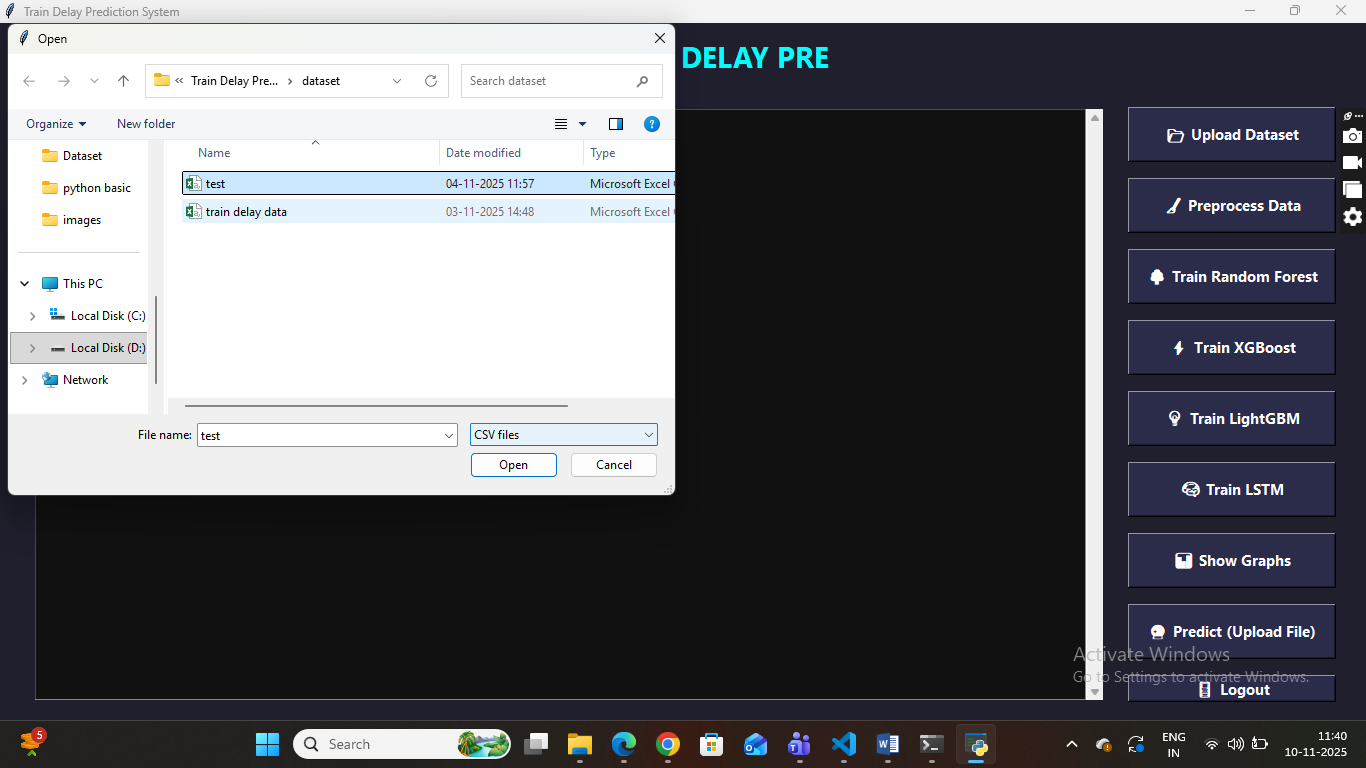 Train Delay Prediction System
Open
DELAY PRE
« Train Delay Pre... › dataset
Search dataset
Organize
New folder
Name
Date modified
Type
Dataset
python basic
images
This PC
Local Disk (C:)
Local Disk (D:)
Network
test 04-11-2025 11:57 Microsoft Excel
train delay data 03-11-2025 14:48 Microsoft Excel
File name: test
CSV files
Open
Cancel
Upload Dataset
Preprocess Data
Train Random Forest
Train XGBoost
Train LightGBM
Train LSTM
Show Graphs
Predict (Upload File)
Logout
Activate Windows
Go to Settings to activate Windows.
5
Search
ENG
IN
11:40
10-11-2025